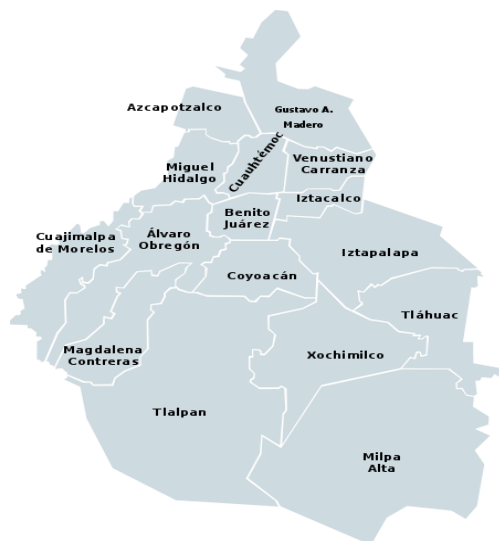 Gustavo A.
Madero
Azcapotzalco
Cuauhtémoc
Venustiano
Carranza
Miguel
Hidalgo
Iztacalco
Benito
Juárez
Cuajimalpa
de Morelos
Álvaro
Obregón
Iztapalapa
Coyoacán
Tláhuac
Magdalena
Contreras
Xochimilco
Tlalpan
Milpa
Alta